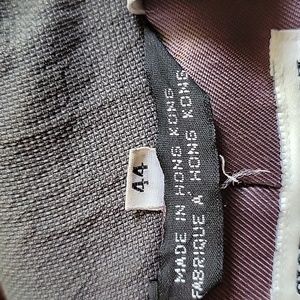 44
MADE IN HONG KONG
FABRIQUE A' HONG KONG